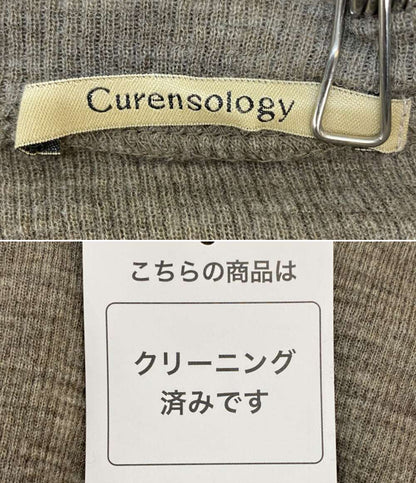 Curensology
こちらの商品は
クリーニング
済みです